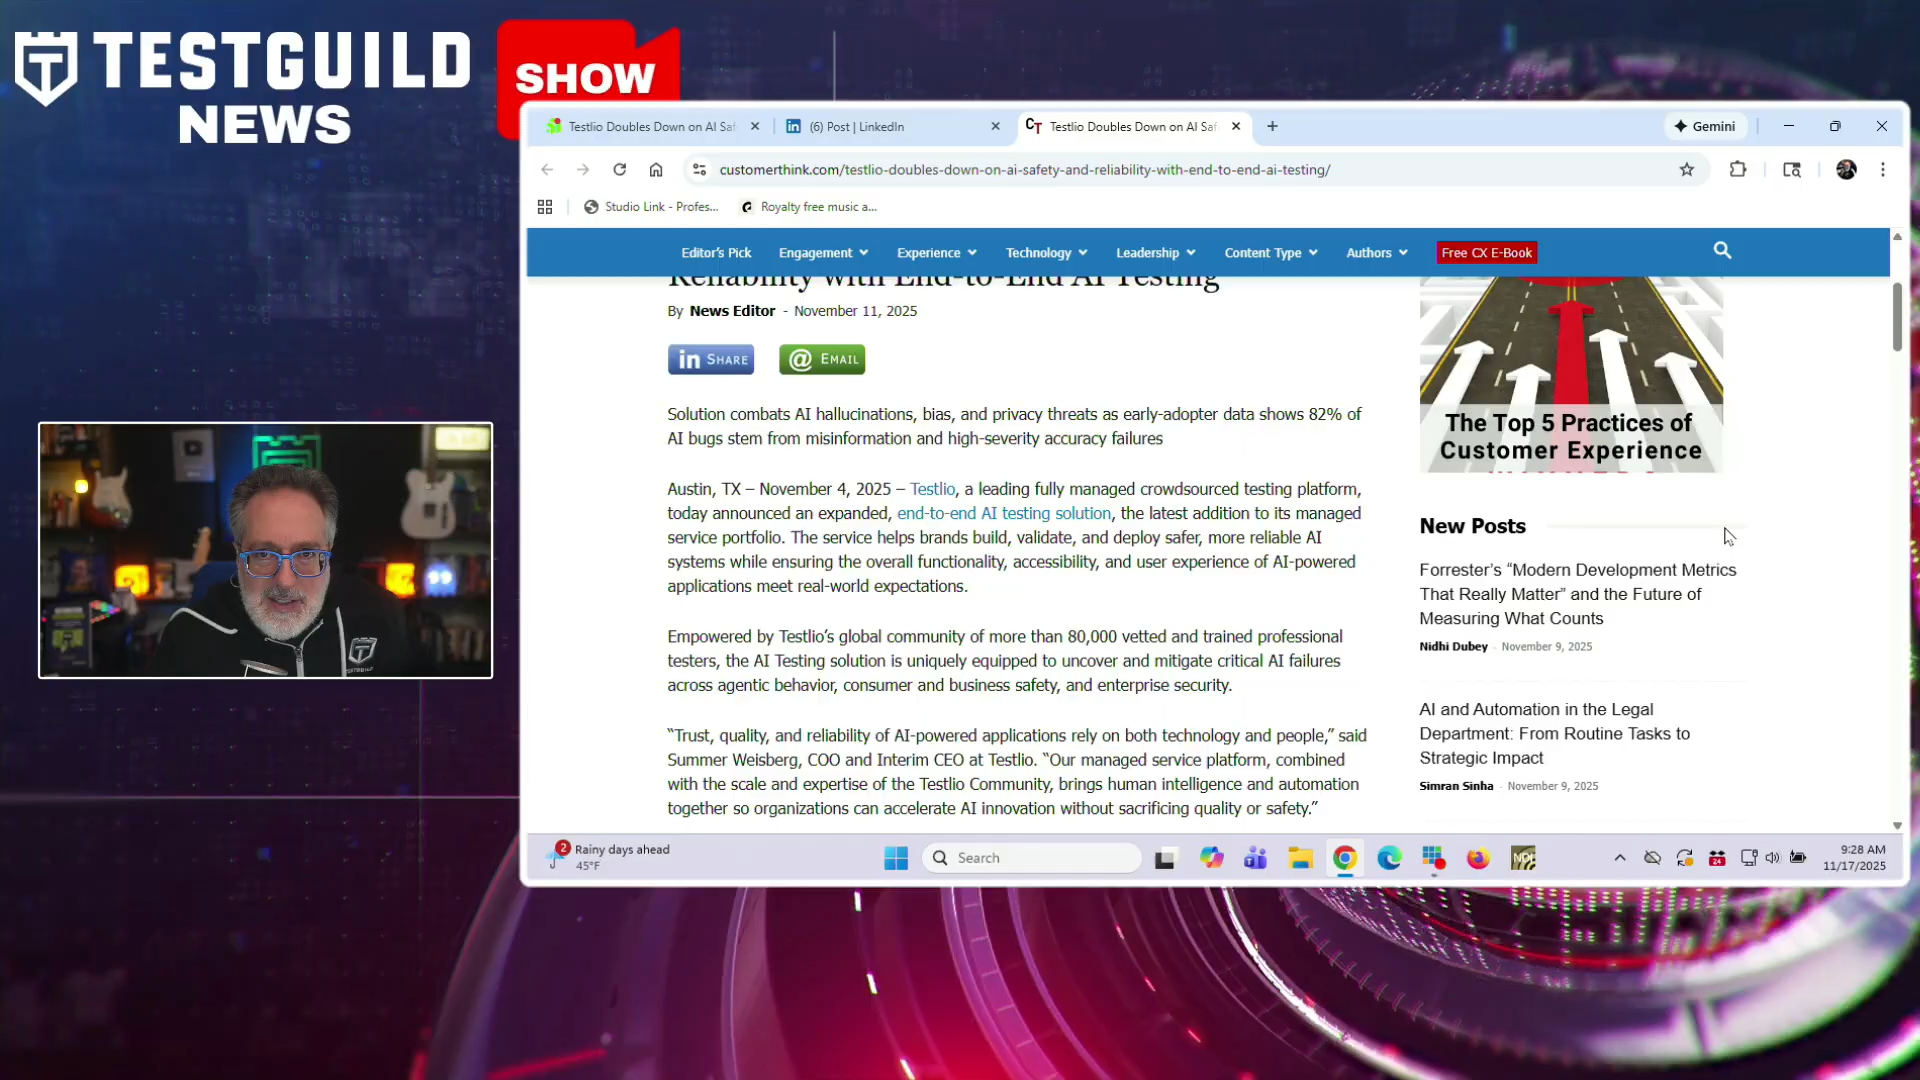 TESTGUILD
NEWS
SHOW
Testlio Doubles Down on AI Saf
(6) Post | LinkedIn
Testlio Doubles Down on AI Saf
Gemini
customerthink.com/testlio-doubles-down-on-ai-safety-and-reliability-with-end-to-end-ai-testing/
Studio Link - Profes...
Royalty free music a...
Editor's Pick
Engagement
Experience
Technology
Leadership
Content Type
Authors
Free CX E-Book
Reliability with End-to-End AI Testing
By News Editor - November 11, 2025
in SHARE
@ EMAIL
Solution combats AI hallucinations, bias, and privacy threats as early-adopter data shows 82% of
AI bugs stem from misinformation and high-severity accuracy failures
Austin, TX – November 4, 2025 – Testlio, a leading fully managed crowdsourced testing platform,
today announced an expanded, end-to-end AI testing solution, the latest addition to its managed
service portfolio. The service helps brands build, validate, and deploy safer, more reliable AI
systems while ensuring the overall functionality, accessibility, and user experience of AI-powered
applications meet real-world expectations.
Empowered by Testlio's global community of more than 80,000 vetted and trained professional
testers, the AI Testing solution is uniquely equipped to uncover and mitigate critical AI failures
across agentic behavior, consumer and business safety, and enterprise security.
“Trust, quality, and reliability of AI-powered applications rely on both technology and people,” said
Summer Weisberg, COO and Interim CEO at Testlio. “Our managed service platform, combined
with the scale and expertise of the Testlio Community, brings human intelligence and automation
together so organizations can accelerate AI innovation without sacrificing quality or safety.”
The Top 5 Practices of
Customer Experience
New Posts
Forrester's “Modern Development Metrics
That Really Matter” and the Future of
Measuring What Counts
Nidhi Dubey - November 9, 2025
AI and Automation in the Legal
Department: From Routine Tasks to
Strategic Impact
Simran Sinha - November 9, 2025
2
Rainy days ahead
45°F
Search
24
9:28 AM
11/17/2025